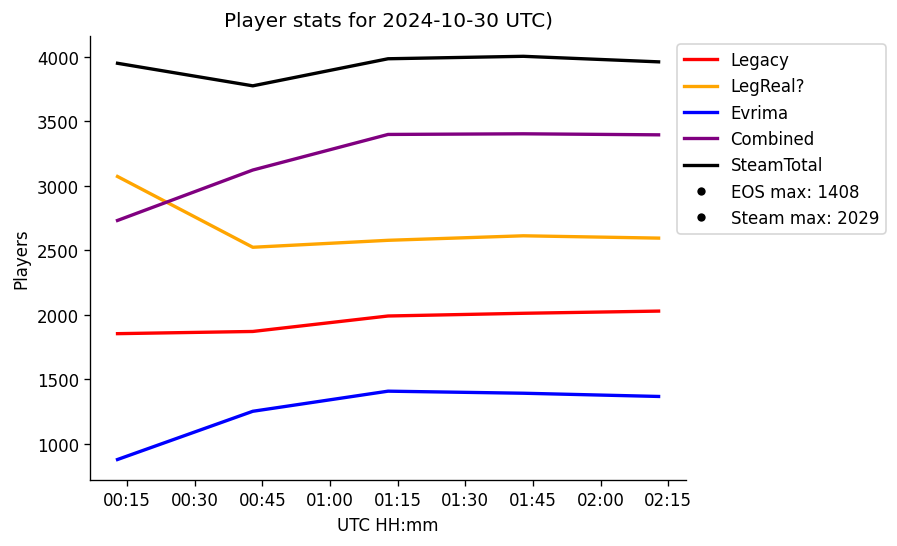 Player stats for 2024-10-30 UTC)
4000
3500
3000
2500
2000
1500
1000
Players
00:15 00:30 00:45 01:00 01:15 01:30 01:45 02:00 02:15
UTC HH:mm
Legacy
LegReal?
Evrima
Combined
SteamTotal
EOS max: 1408
Steam max: 2029